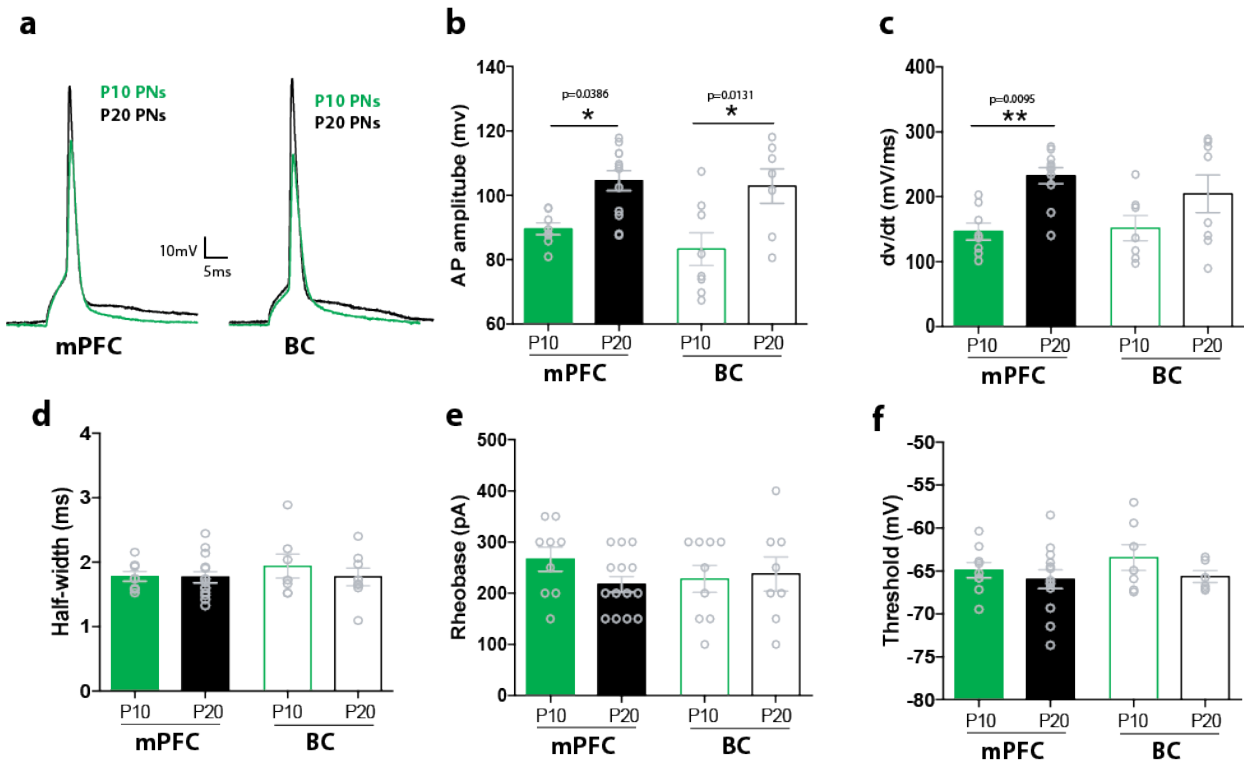 a
P10 PNs
P20 PNs
P10 PNs
P20 PNs
10mV
5ms
mPFC
BC
b
AP amplitube (mv)
140
120
100
80
60
p=0.0386
*
p=0.0131
*
P10
P20
P10
P20
mPFC
BC
c
dv/dt (mV/ms)
400
300
200
100
0
p=0.0095
**
P10
P20
P10
P20
mPFC
BC
d
Half-width (ms)
4
3
2
1
0
P10
P20
P10
P20
mPFC
BC
e
Rheobase (pA)
500
400
300
200
100
0
P10
P20
P10
P20
mPFC
BC
f
Threshold (mV)
-50
-55
-60
-65
-70
-75
-80
P10
P20
P10
P20
mPFC
BC